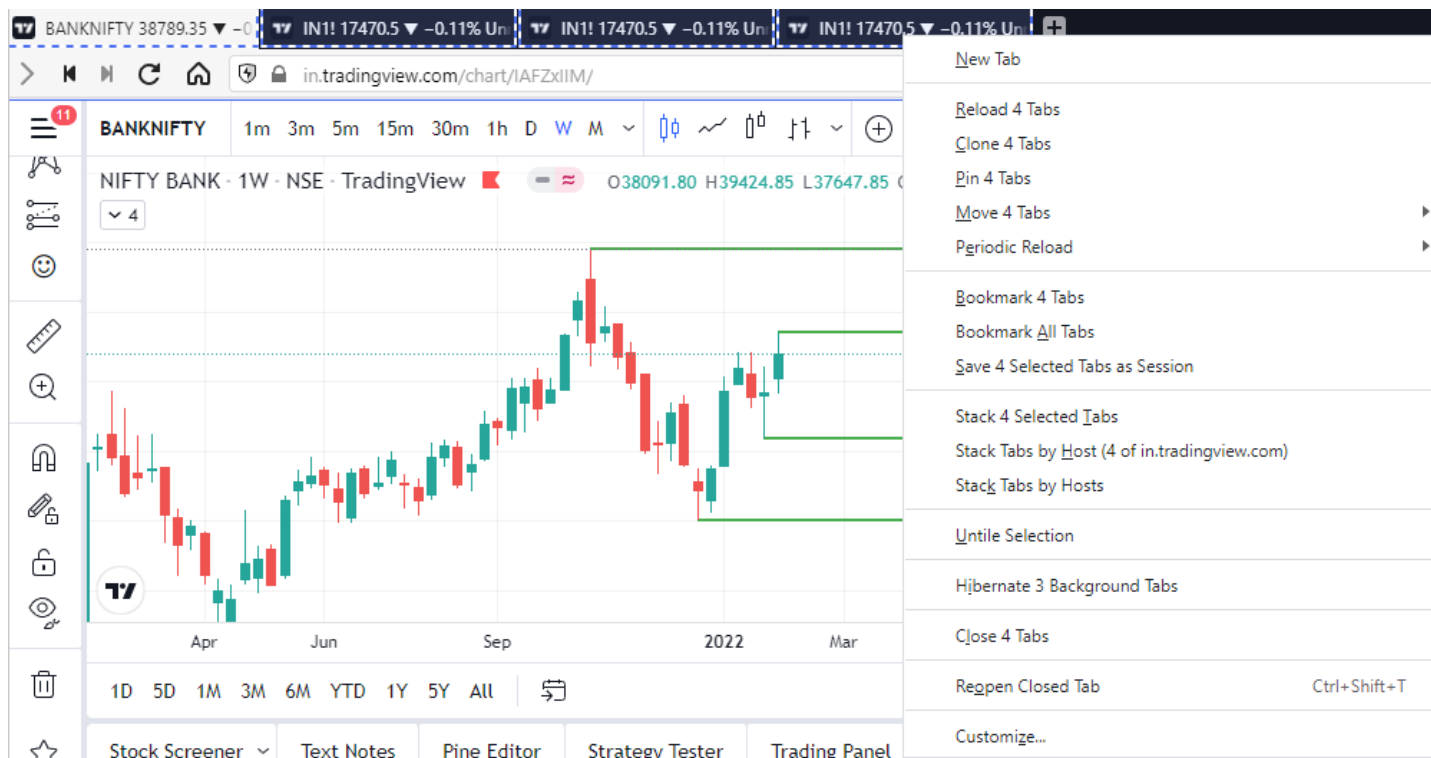 BANKNIFTY 38789.35 ▼ −0
IN1! 17470.5 ▼ −0.11% Un
IN1! 17470.5 ▼ −0.11% Un
IN1! 17470.5 ▼ −0.11% Un
in.tradingview.com/chart/IAFZxIIM/
11
BANKNIFTY 1m 3m 5m 15m 30m 1h D W M
NIFTY BANK · 1W · NSE · TradingView
O38091.80 H39424.85 L37647.85
4
Apr Jun Sep 2022 Mar
1D 5D 1M 3M 6M YTD 1Y 5Y All
Stock Screener Text Notes Pine Editor Strategy Tester Trading Panel
New Tab
Reload 4 Tabs
Clone 4 Tabs
Pin 4 Tabs
Move 4 Tabs
Periodic Reload
Bookmark 4 Tabs
Bookmark All Tabs
Save 4 Selected Tabs as Session
Stack 4 Selected Tabs
Stack Tabs by Host (4 of in.tradingview.com)
Stack Tabs by Hosts
Untile Selection
Hibernate 3 Background Tabs
Close 4 Tabs
Reopen Closed Tab Ctrl+Shift+T
Customize...